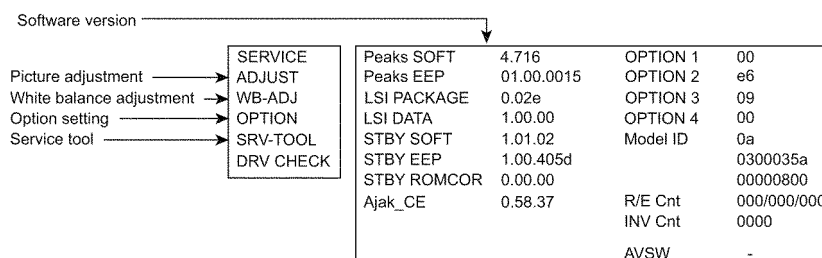 Software version
SERVICE
Picture adjustment ADJUST
White balance adjustment WB-ADJ
Option setting OPTION
Service tool SRV-TOOL
DRV CHECK
Peaks SOFT 4.716 OPTION 1 00
Peaks EEP 01.00.0015 OPTION 2 e6
LSI PACKAGE 0.02e OPTION 3 09
LSI DATA 1.00.00 OPTION 4 00
STBY SOFT 1.01.02 Model ID 0a
STBY EEP 1.00.405d 0300035a
STBY ROMCOR 0.00.00 00000800
Ajak_CE 0.58.37 R/E Cnt 000/000/000
INV Cnt 0000
AVSW -